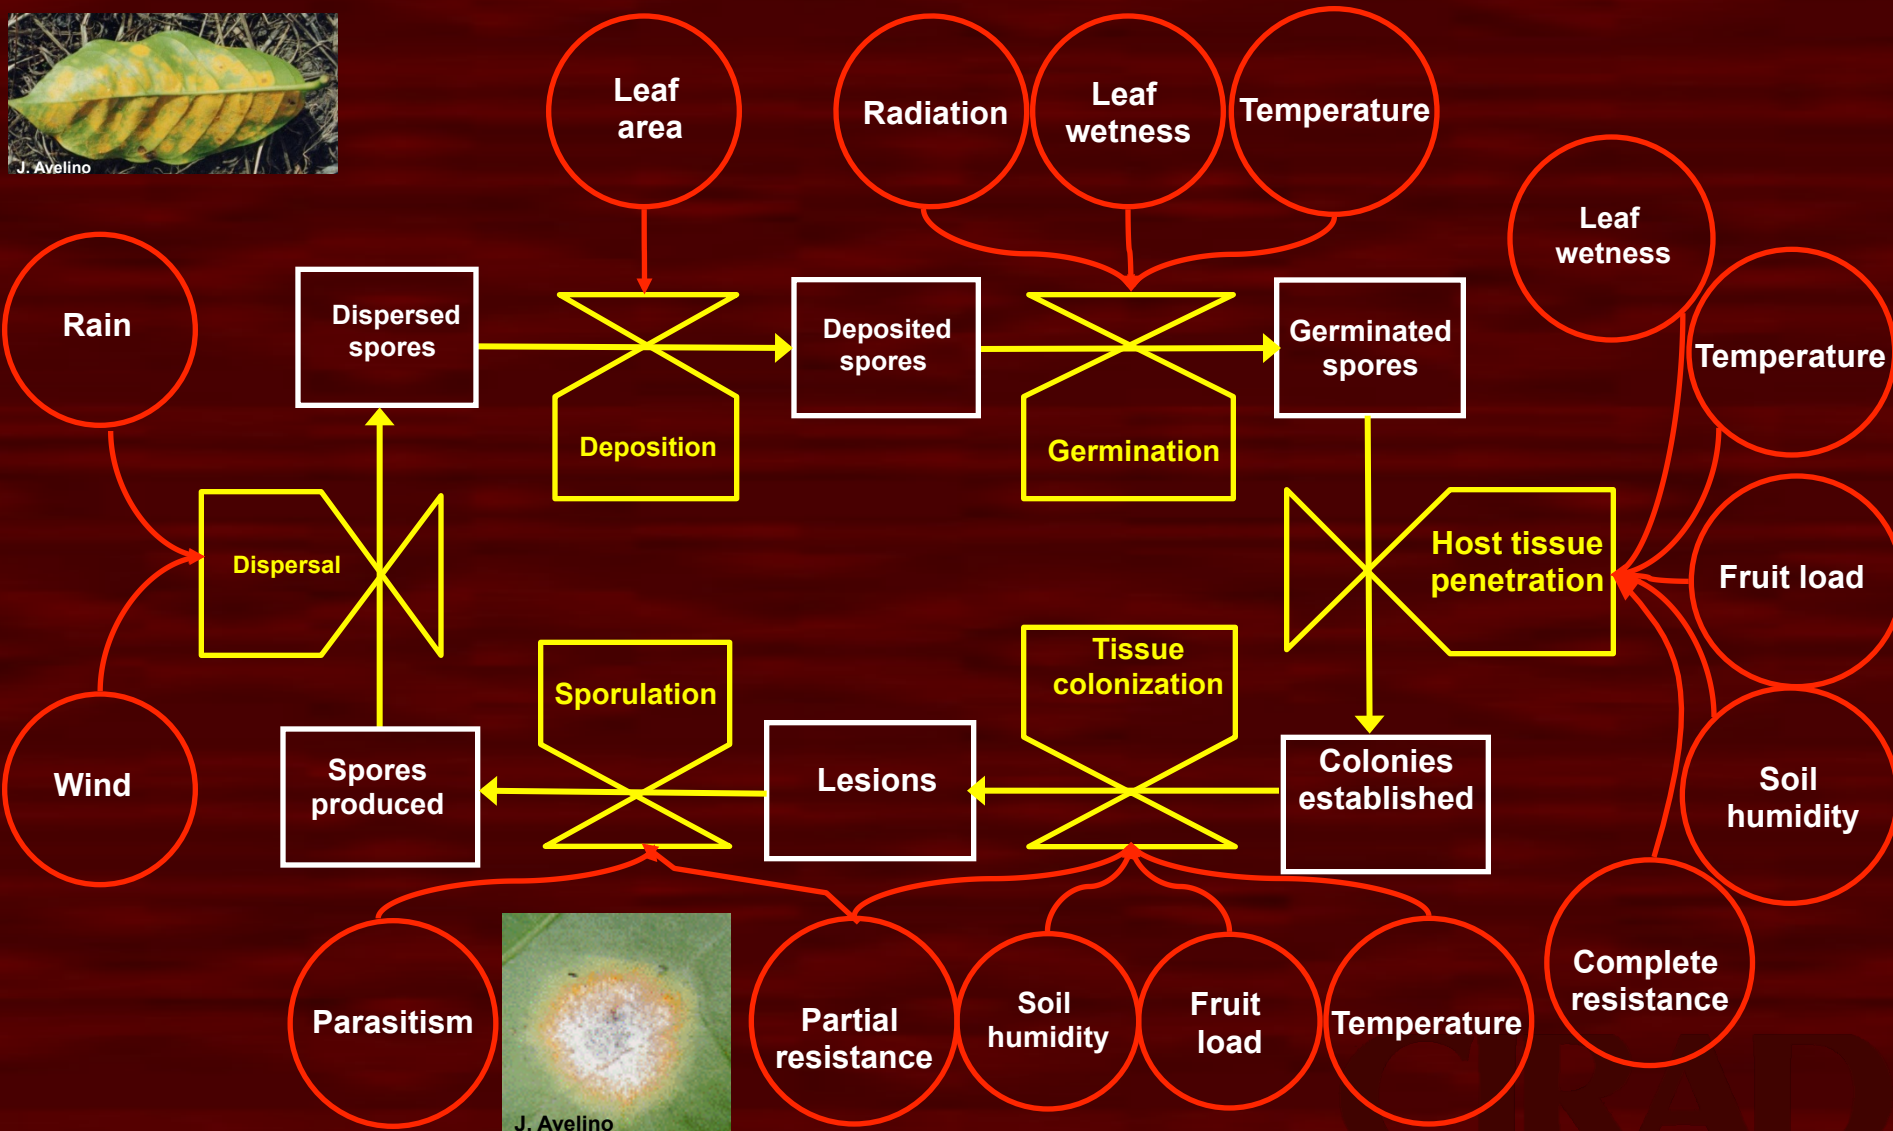 J. Avelino
Leaf
area
Radiation
Leaf
wetness
Temperature
Leaf
wetness
Temperature
Rain
Dispersed
spores
Deposited
spores
Germinated
spores
Deposition
Germination
Dispersal
Host tissue
penetration
Fruit load
Sporulation
Tissue
colonization
Wind
Spores
produced
Lesions
Colonies
established
Soil
humidity
Parasitism
J. Avelino
Partial
resistance
Soil
humidity
Fruit
load
Temperature
Complete
resistance
CIRAD